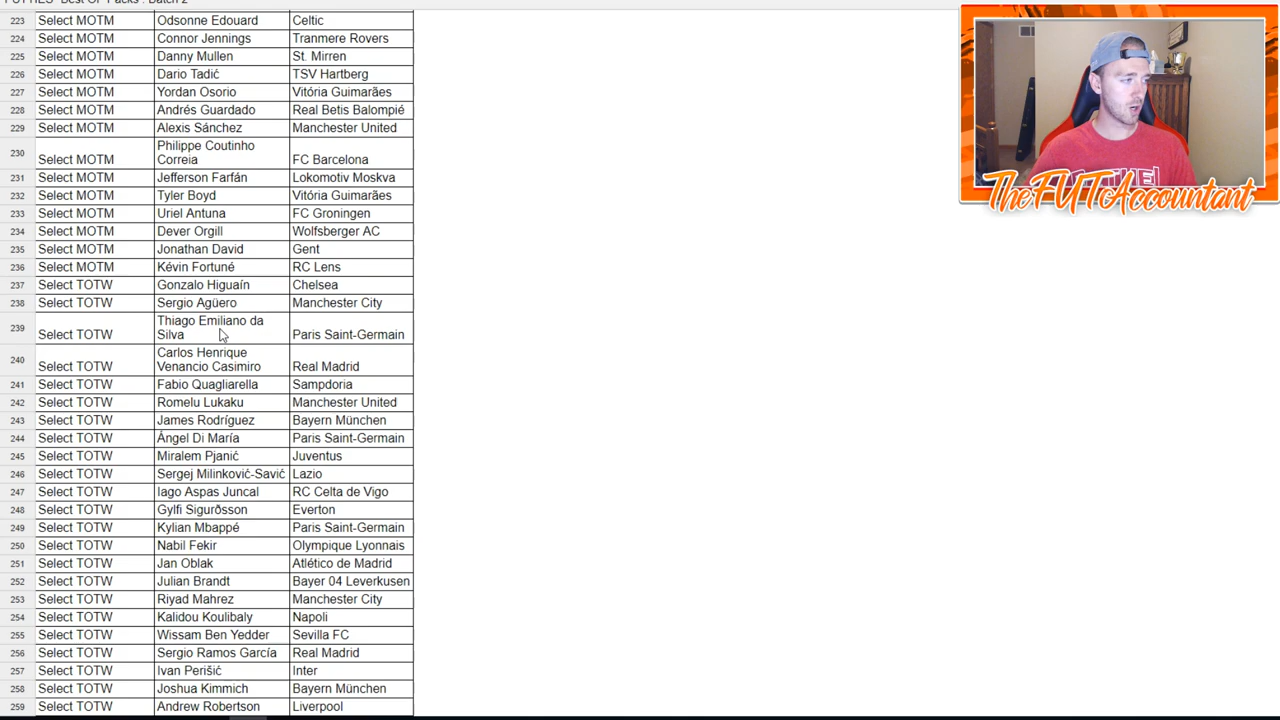 FUTTIES "Best Of" Packs : Batch 2
223 Select MOTM Odsonne Edouard Celtic
224 Select MOTM Connor Jennings Tranmere Rovers
225 Select MOTM Danny Mullen St. Mirren
226 Select MOTM Dario Tadić TSV Hartberg
227 Select MOTM Yordan Osorio Vitória Guimarães
228 Select MOTM Andrés Guardado Real Betis Balompié
229 Select MOTM Alexis Sánchez Manchester United
Philippe Coutinho
230 Select MOTM Correia FC Barcelona
231 Select MOTM Jefferson Farfán Lokomotiv Moskva
232 Select MOTM Tyler Boyd Vitória Guimarães
233 Select MOTM Uriel Antuna FC Groningen
234 Select MOTM Dever Orgill Wolfsberger AC
235 Select MOTM Jonathan David Gent
236 Select MOTM Kévin Fortuné RC Lens
237 Select TOTW Gonzalo Higuaín Chelsea
238 Select TOTW Sergio Agüero Manchester City
Thiago Emiliano da
239 Select TOTW Silva Paris Saint-Germain
Carlos Henrique
240 Select TOTW Venancio Casimiro Real Madrid
241 Select TOTW Fabio Quagliarella Sampdoria
242 Select TOTW Romelu Lukaku Manchester United
243 Select TOTW James Rodríguez Bayern München
244 Select TOTW Ángel Di María Paris Saint-Germain
245 Select TOTW Miralem Pjanić Juventus
246 Select TOTW Sergej Milinković-Savić Lazio
247 Select TOTW Iago Aspas Juncal RC Celta de Vigo
248 Select TOTW Gylfi Sigurðsson Everton
249 Select TOTW Kylian Mbappé Paris Saint-Germain
250 Select TOTW Nabil Fekir Olympique Lyonnais
251 Select TOTW Jan Oblak Atlético de Madrid
252 Select TOTW Julian Brandt Bayer 04 Leverkusen
253 Select TOTW Riyad Mahrez Manchester City
254 Select TOTW Kalidou Koulibaly Napoli
255 Select TOTW Wissam Ben Yedder Sevilla FC
256 Select TOTW Sergio Ramos García Real Madrid
257 Select TOTW Ivan Perišić Inter
258 Select TOTW Joshua Kimmich Bayern München
259 Select TOTW Andrew Robertson Liverpool
TheFUTAccountant